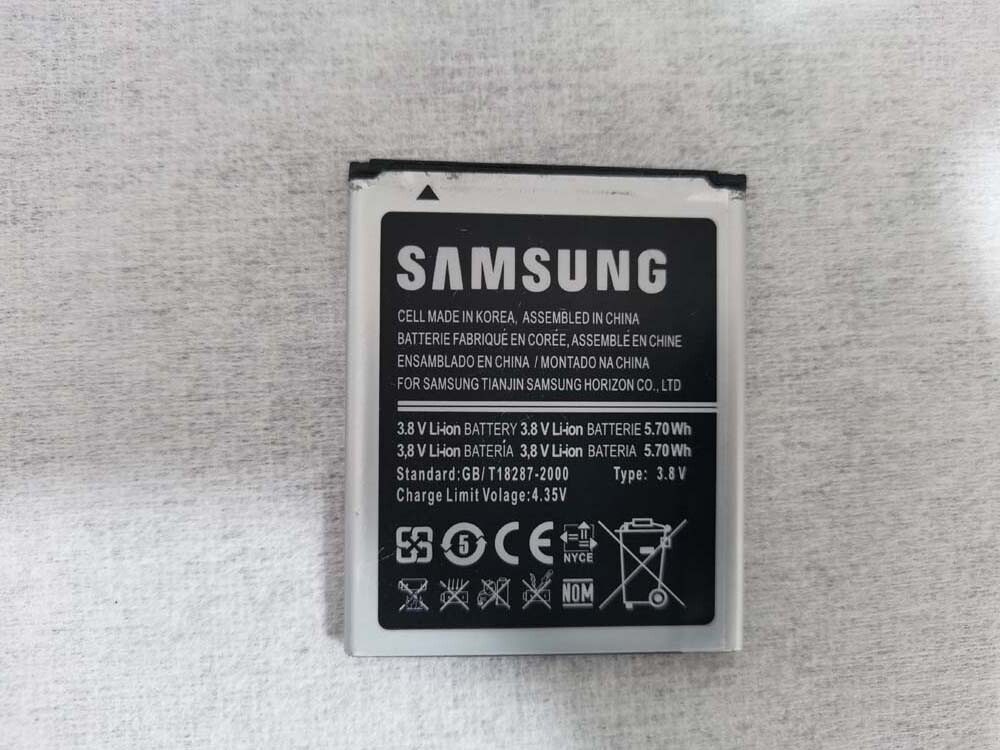 SAMSUNG
CELL MADE IN KOREA, ASSEMBLED IN CHINA
BATTERIE FABRIQUÉ EN CORÉE, ASSEMBLÉ EN CHINE
ENSAMBLADO EN CHINA / MONTADO NA CHINA
FOR SAMSUNG TIANJIN SAMSUNG HORIZON CO., LTD
3.8 V Li-ion BATTERY 3.8 V Li-ion BATTERIE 5.70 Wh
3,8 V Li-ion BATERÍA 3,8 V Li-ion BATERIA 5.70 Wh
Standard:GB/T18287-2000 Type: 3.8 V
Charge Limit Volage:4.35V
5 CE NYCE
NOM